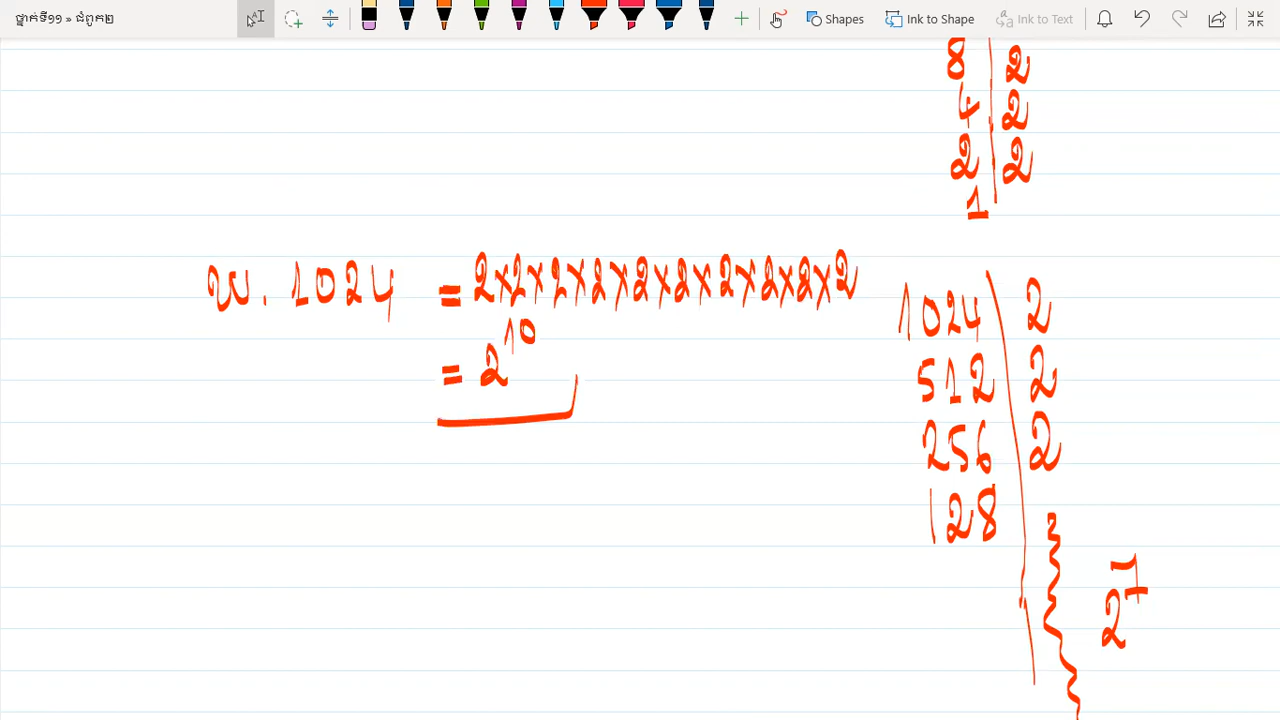 ថ្នាក់ទី១១ » ជំពូក២
Shapes
Ink to Shape
Ink to Text
8 | 2
4 | 2
2 | 2
1
ឃ. 1024 = 2×2×2×2×2×2×2×2×2×2
= 2¹⁰
1024 | 2
512 | 2
256 | 2
128
2⁷